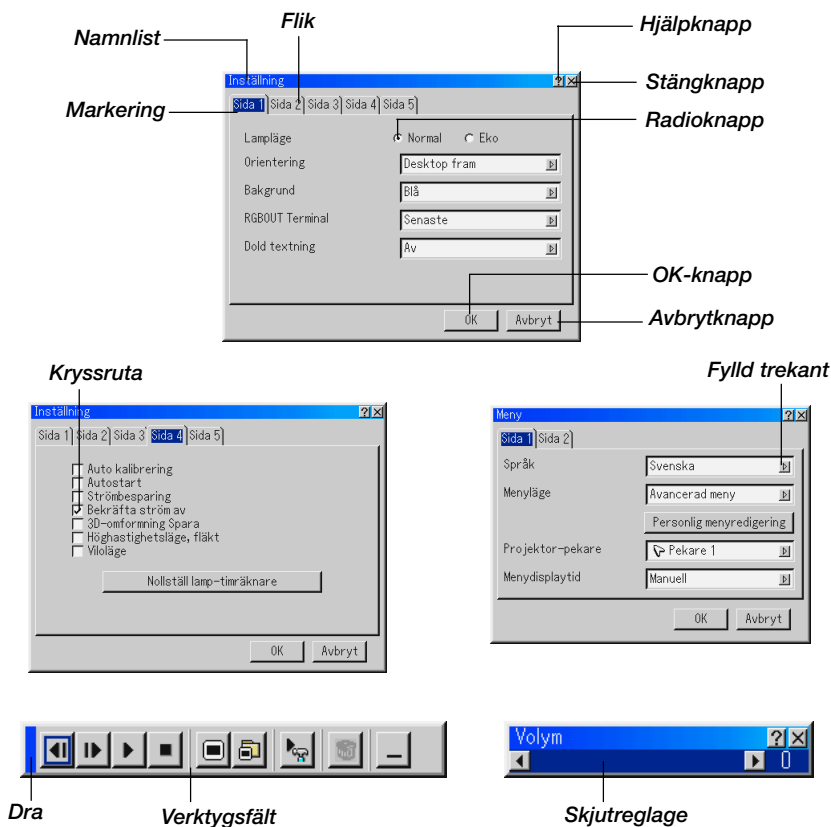 Namnlist
Flik
Hjälpknapp
Inställning
Stängknapp
Markering
Sida 1 Sida 2 Sida 3 Sida 4 Sida 5
Radioknapp
Lampläge Normal Eko
Orientering Desktop fram
Bakgrund Blå
RGBOUT Terminal Senaste
Dold textning Av
OK-knapp
OK Avbryt
Avbrytknapp
Kryssruta
Fylld trekant
Inställning
Sida 1 Sida 2 Sida 3 Sida 4 Sida 5
Auto kalibrering
Autostart
Strömbesparing
Bekräfta ström av
3D-omformning Spara
Höghastighetsläge, fläkt
Viloläge
Nollställ lamp-timräknare
OK Avbryt
Meny
Sida 1 Sida 2
Språk Svenska
Menyläge Avancerad meny
Personlig menyredigering
Projektor-pekare Pekare 1
Menydisplaytid Manuell
OK Avbryt
Volym
0
Dra
Verktygsfält
Skjutreglage